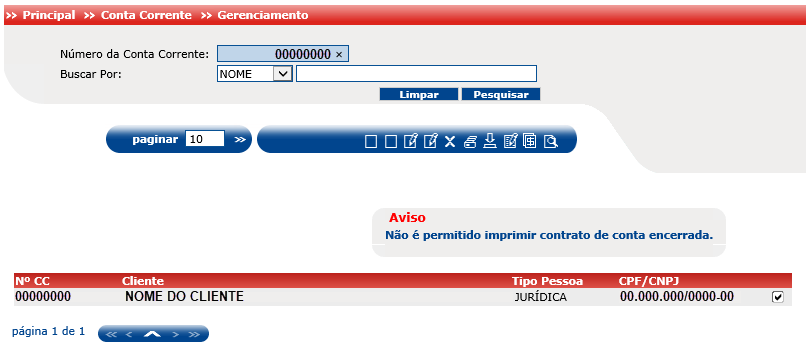 >> Principal >> Conta Corrente >> Gerenciamento
Número da Conta Corrente: 00000000 ×
Buscar Por: NOME
Limpar Pesquisar
paginar 10 >>
Aviso
Não é permitido imprimir contrato de conta encerrada.
Nº CC Cliente Tipo Pessoa CPF/CNPJ
00000000 NOME DO CLIENTE JURÍDICA 00.000.000/0000-00
página 1 de 1 << < > >>